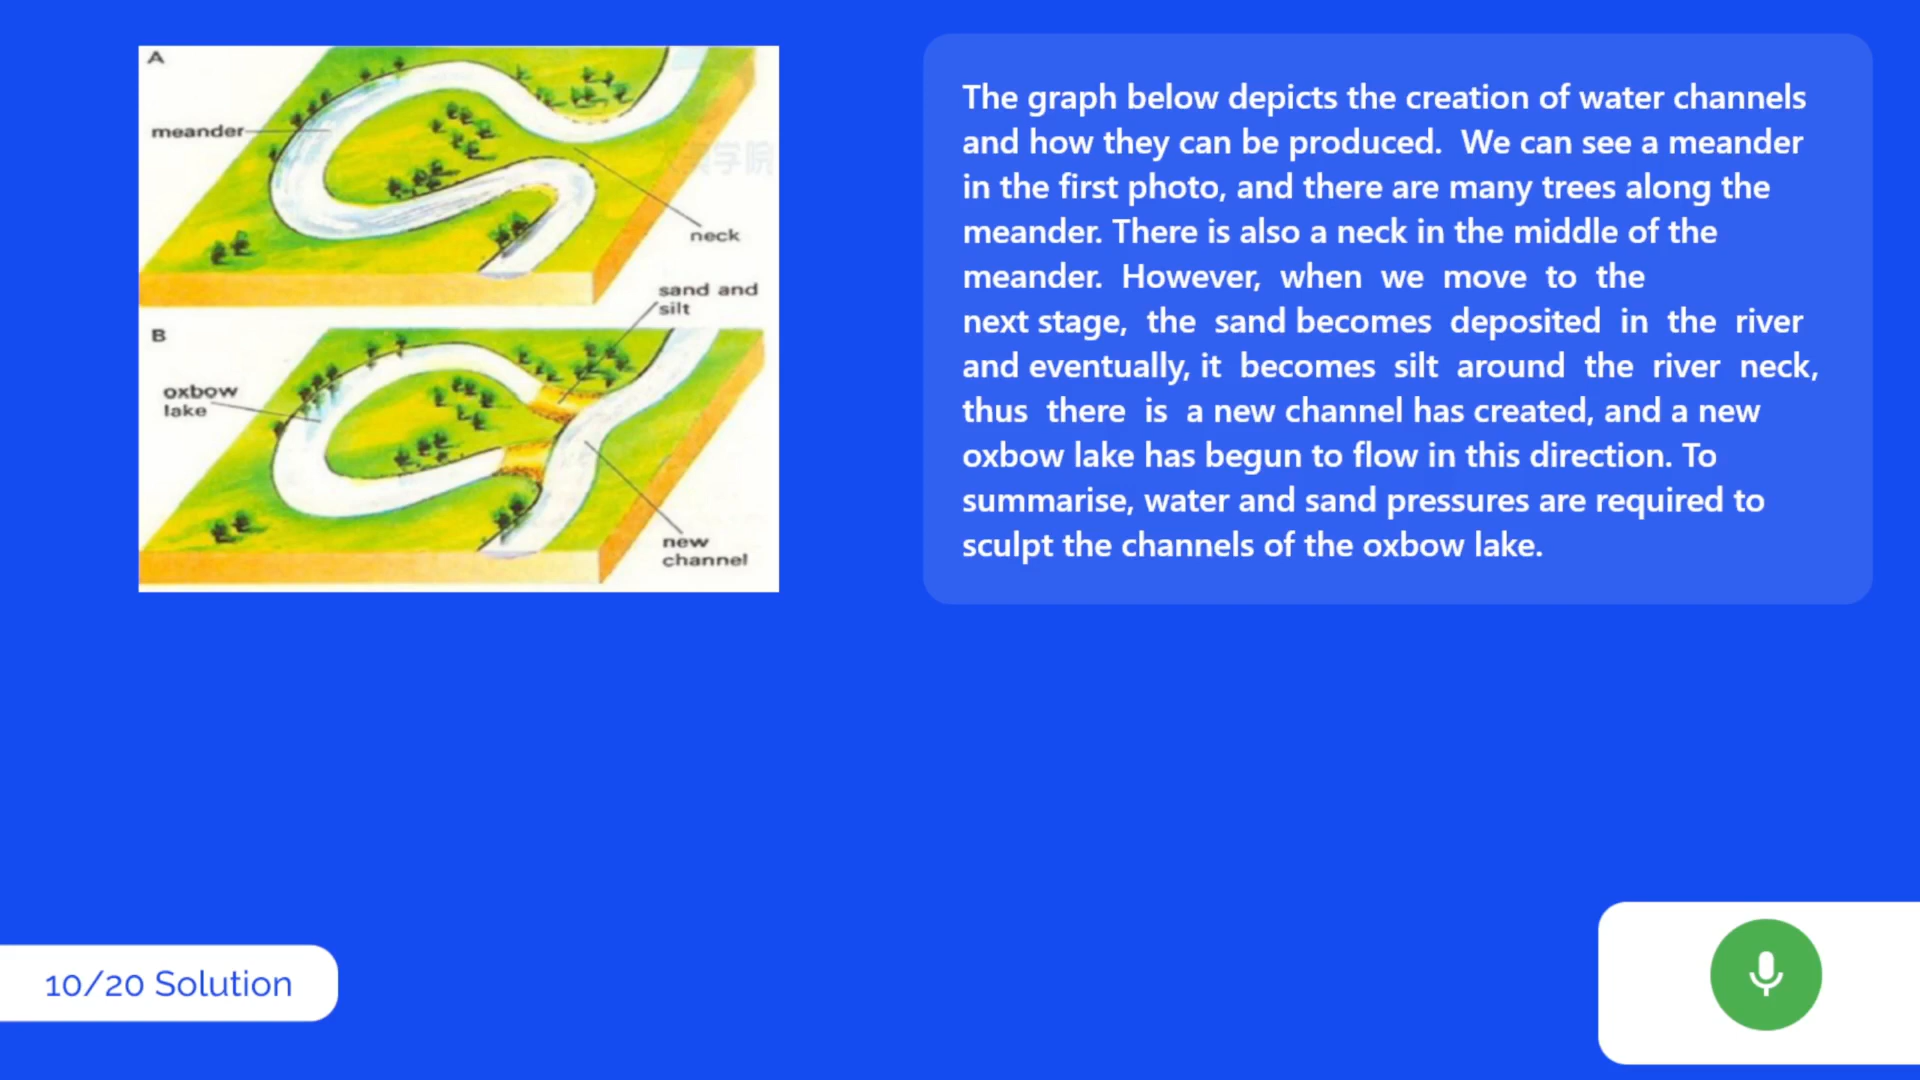 A
meander
neck
sand and
silt
B
oxbow
lake
new
channel
The graph below depicts the creation of water channels
and how they can be produced. We can see a meander
in the first photo, and there are many trees along the
meander. There is also a neck in the middle of the
meander. However, when we move to the
next stage, the sand becomes deposited in the river
and eventually, it becomes silt around the river neck,
thus there is a new channel has created, and a new
oxbow lake has begun to flow in this direction. To
summarise, water and sand pressures are required to
sculpt the channels of the oxbow lake.
10/20 Solution